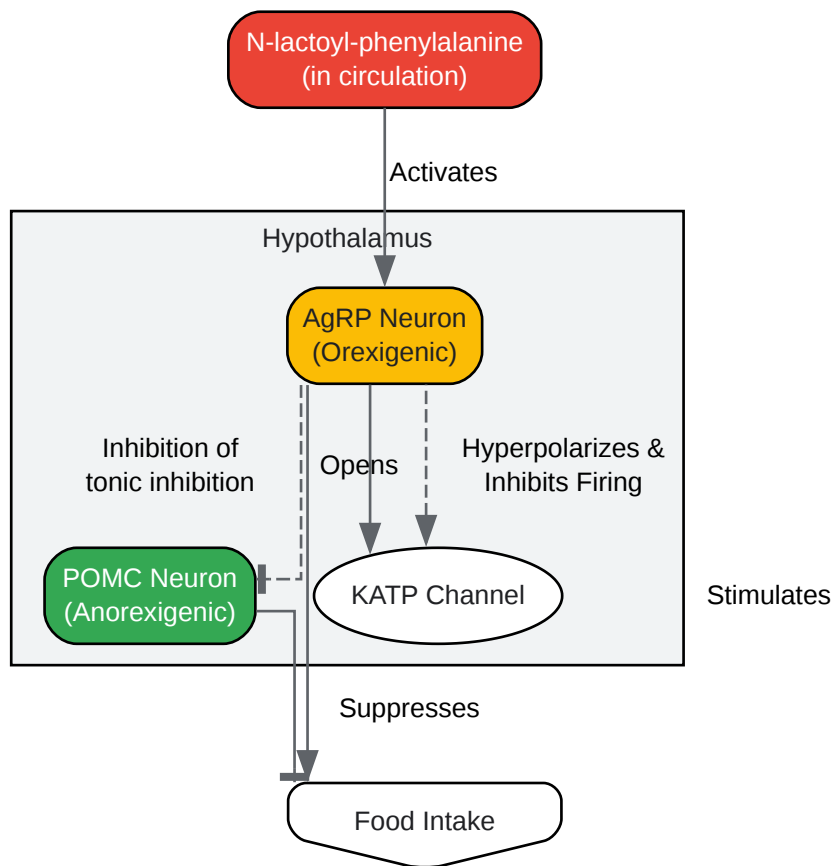 N-lactoyl-phenylalanine
(in circulation)
Activates
Hypothalamus
AgRP Neuron
(Orexigenic)
Inhibition of
tonic inhibition
Opens
Hyperpolarizes &
Inhibits Firing
POMC Neuron
(Anorexigenic)
KATP Channel
Stimulates
Suppresses
Food Intake